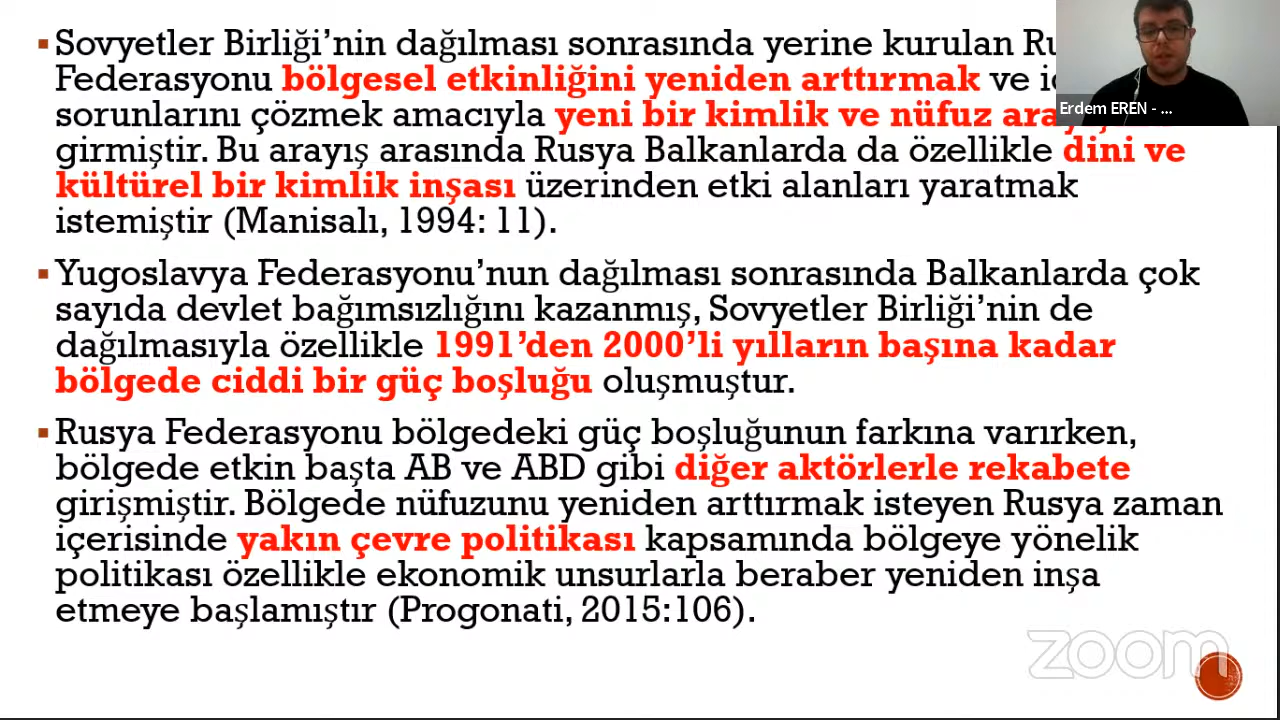 Sovyetler Birliği’nin dağılması sonrasında yerine kurulan
Federasyonu bölgesel etkinliğini yeniden arttırmak ve
sorunlarını çözmek amacıyla yeni bir kimlik ve nüfuz
girmiştir. Bu arayış arasında Rusya Balkanlarda da özellikle dini ve
kültürel bir kimlik inşası üzerinden etki alanları yaratmak
istemiştir (Manisalı, 1994: 11).
Yugoslavya Federasyonu’nun dağılması sonrasında Balkanlarda çok
sayıda devlet bağımsızlığını kazanmış, Sovyetler Birliği’nin de
dağılmasıyla özellikle 1991’den 2000’li yılların başına kadar
bölgede ciddi bir güç boşluğu oluşmuştur.
Rusya Federasyonu bölgedeki güç boşluğunun farkına varırken,
bölgede etkin başta AB ve ABD gibi diğer aktörlerle rekabete
girişmiştir. Bölgede nüfuzunu yeniden arttırmak isteyen Rusya zaman
içerisinde yakın çevre politikası kapsamında bölgeye yönelik
politikası özellikle ekonomik unsurlarla beraber yeniden inşa
etmeye başlamıştır (Progonati, 2015:106).
Erdem EREN - ...
zoom